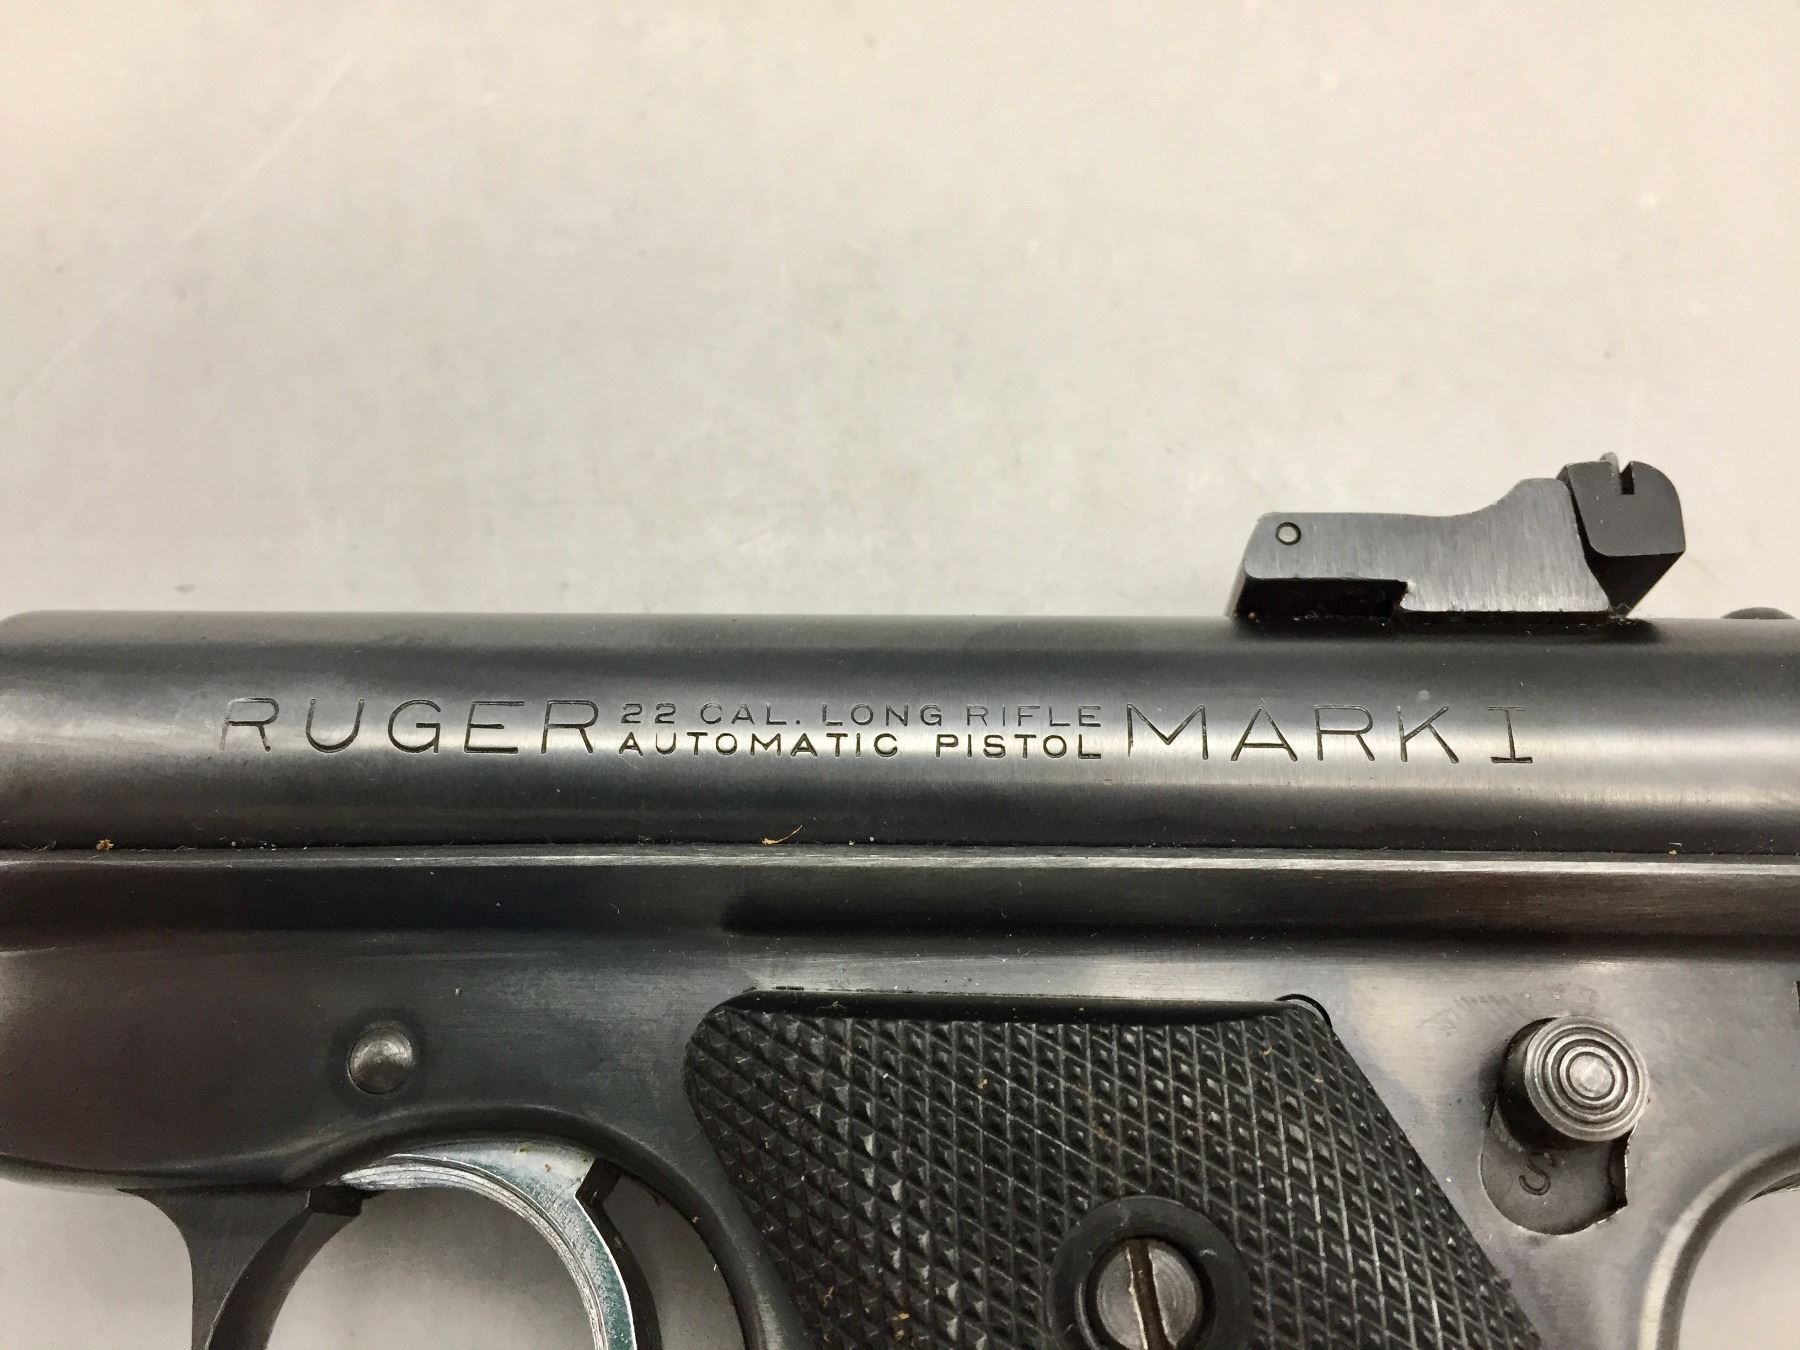 RUGER 22 CAL. LONG RIFLE AUTOMATIC PISTOL MARK I
S